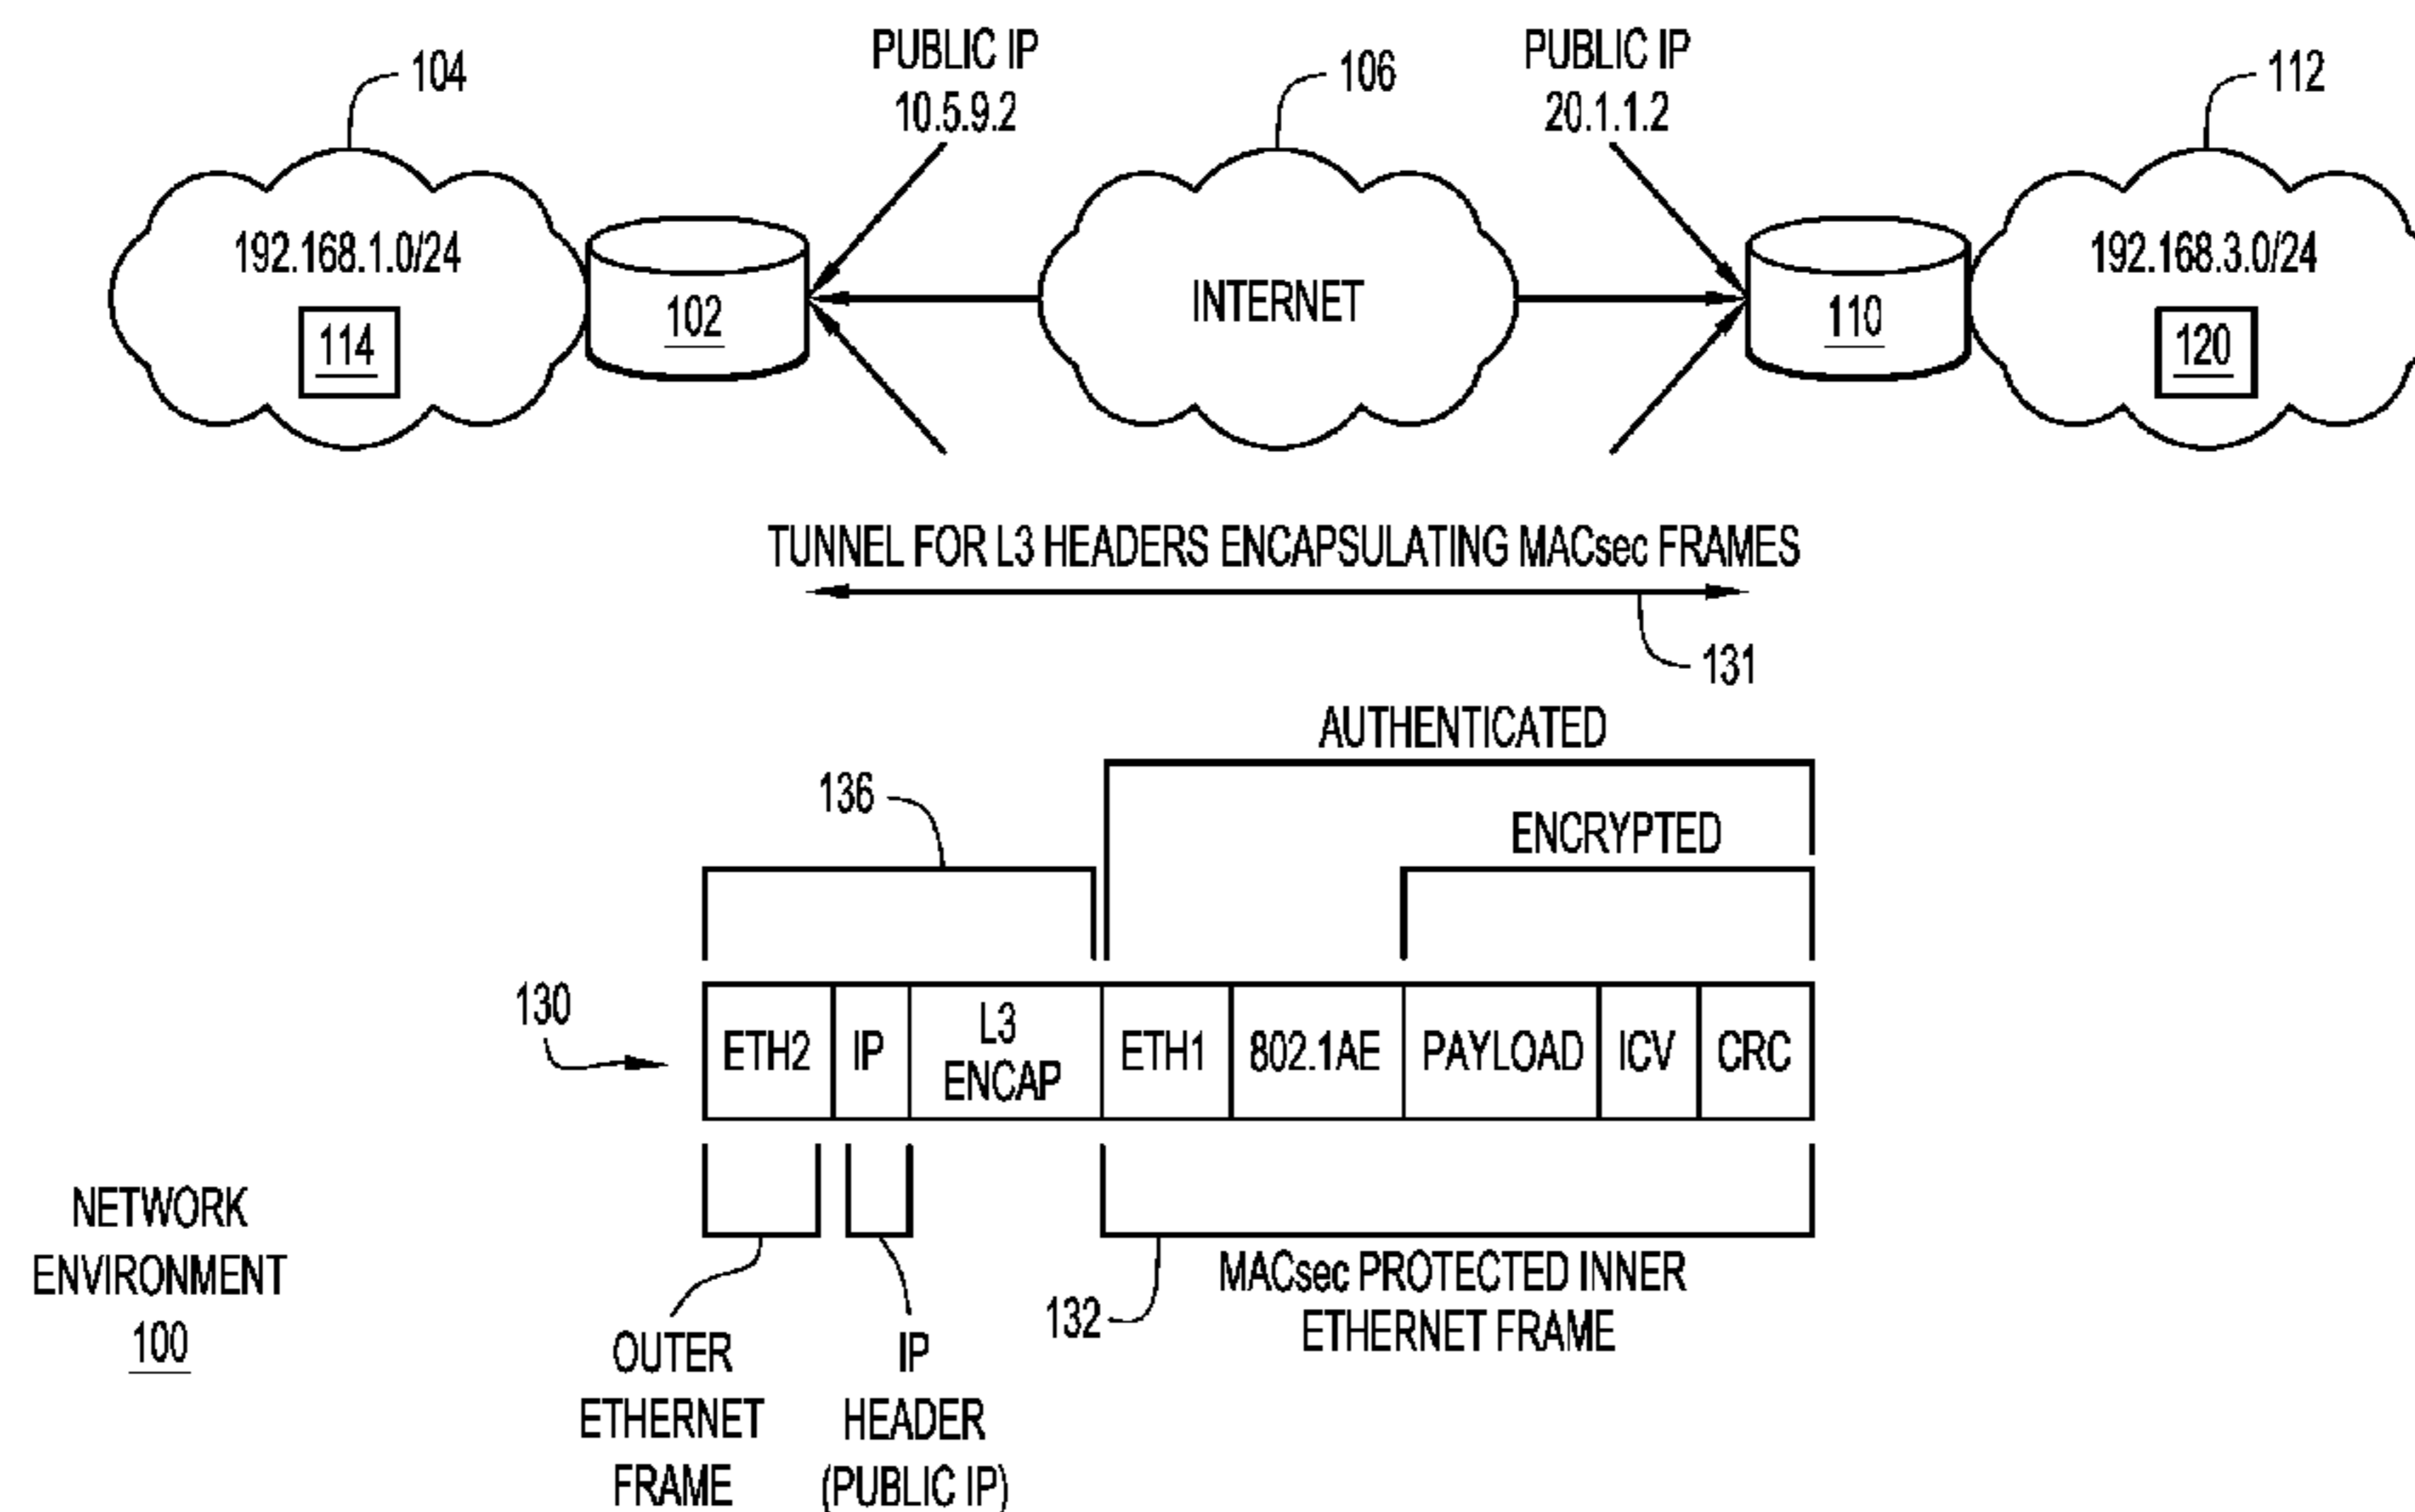 104
PUBLIC IP
10.5.9.2
106
PUBLIC IP
20.1.1.2
112
192.168.1.0/24
114
102
INTERNET
110
192.168.3.0/24
120
TUNNEL FOR L3 HEADERS ENCAPSULATING MACsec FRAMES
131
AUTHENTICATED
136
ENCRYPTED
130
ETH2
IP
L3
ENCAP
ETH1
802.1AE
PAYLOAD
ICV
CRC
NETWORK
ENVIRONMENT
100
OUTER
ETHERNET
FRAME
IP
HEADER
(PUBLIC IP)
132
MACsec PROTECTED INNER
ETHERNET FRAME